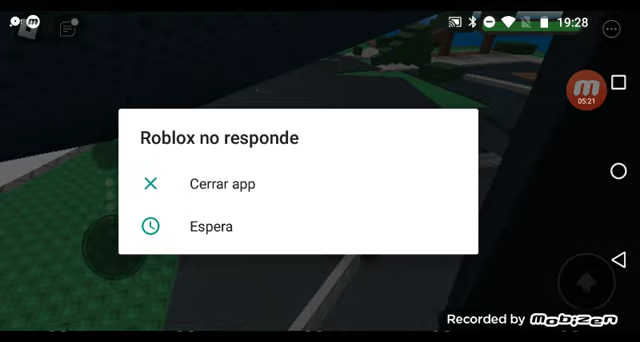 19:28
05:21
Roblox no responde
Cerrar app
Espera
Recorded by Mobizen